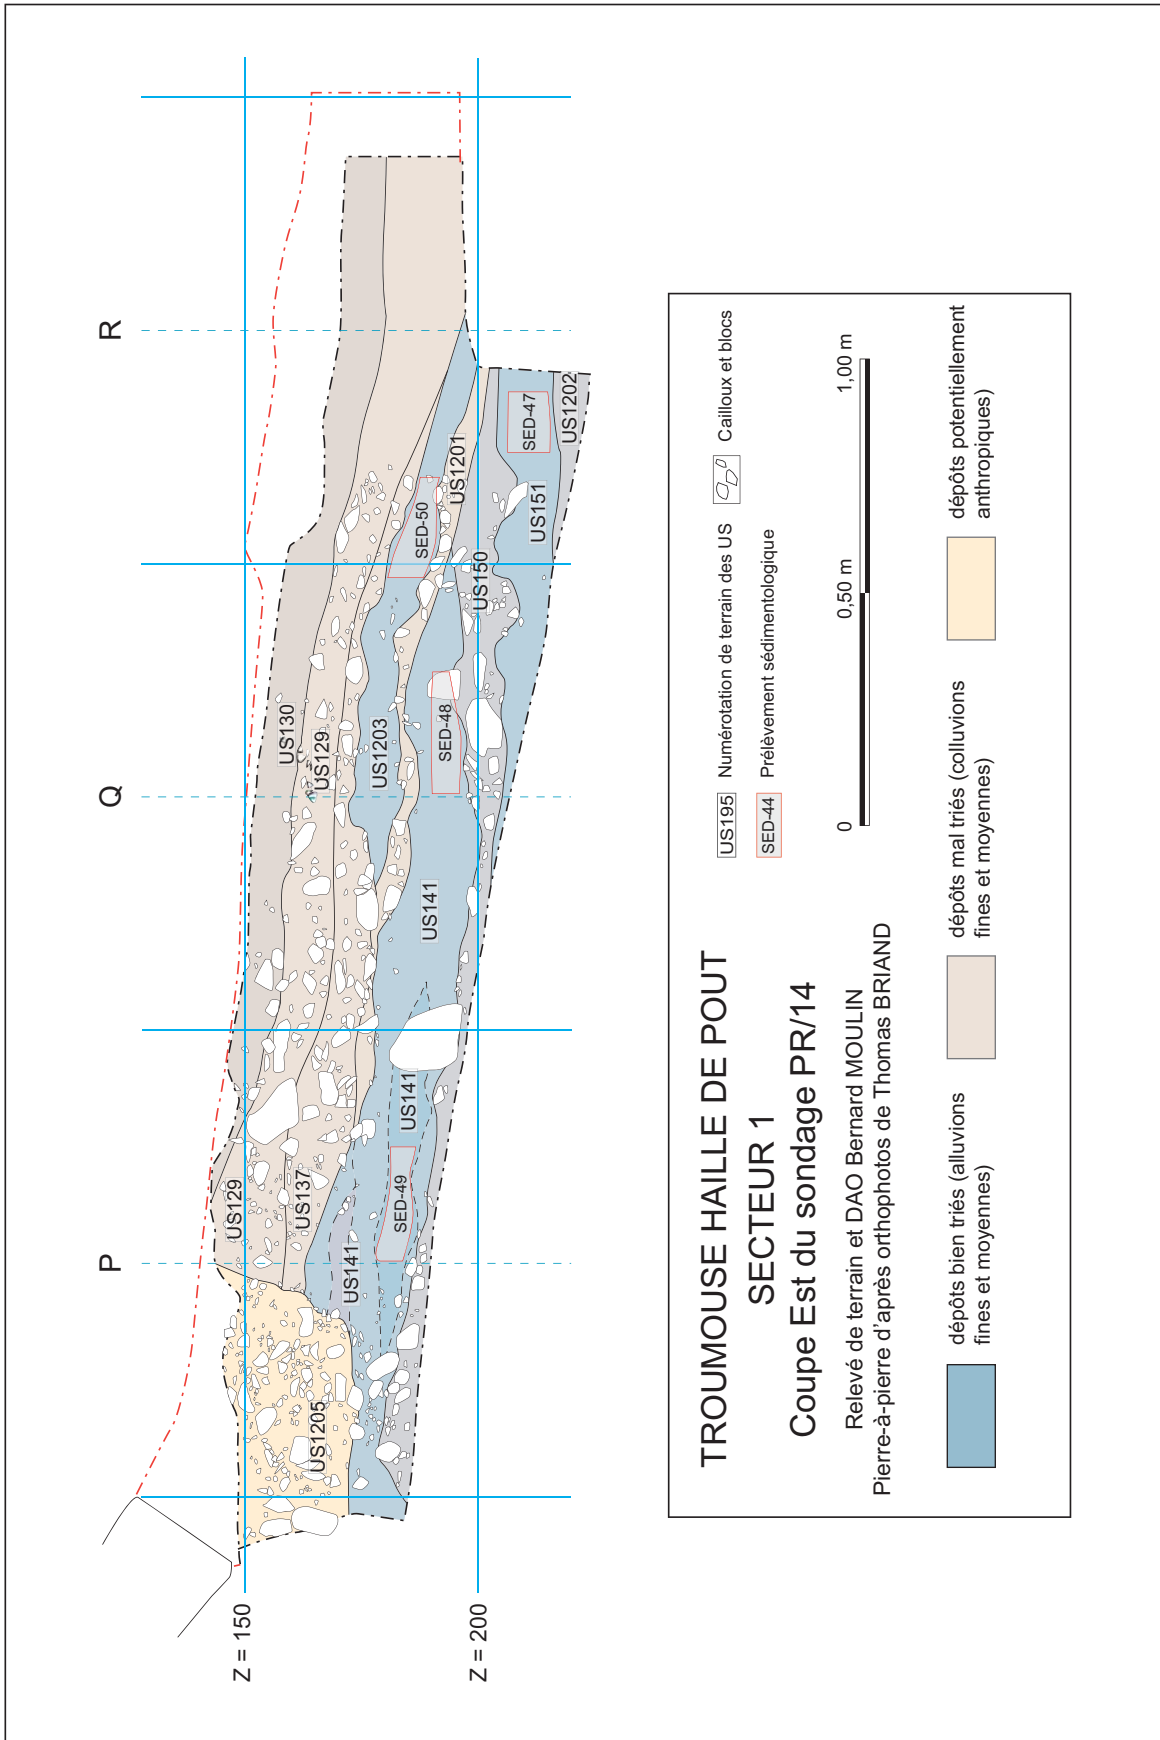 P
Q
R
Z = 150
Z = 200
US130
US129
US129
US137
US1205
US1203
US1201
US141
US141
US141
US150
US151
US1202
SED-49
SED-48
SED-50
SED-47
TROUMOUSE HAILLE DE POUT
SECTEUR 1
Coupe Est du sondage PR/14
Relevé de terrain et DAO Bernard MOULIN
Pierre-à-pierre d'après orthophotos de Thomas BRIAND
US195 Numérotation de terrain des US
Cailloux et blocs
SED-44 Prélèvement sédimentologique
0 0,50 m 1,00 m
dépôts bien triés (alluvions
fines et moyennes)
dépôts mal triés (colluvions
fines et moyennes)
dépôts potentiellement
anthropiques)